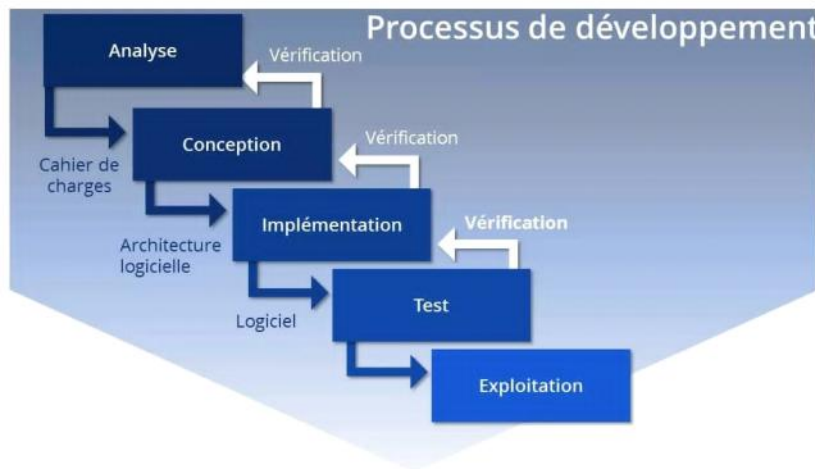 Processus de développement
Analyse
Vérification
Cahier de
charges
Conception
Vérification
Architecture
logicielle
Implémentation
Vérification
Logiciel
Test
Exploitation